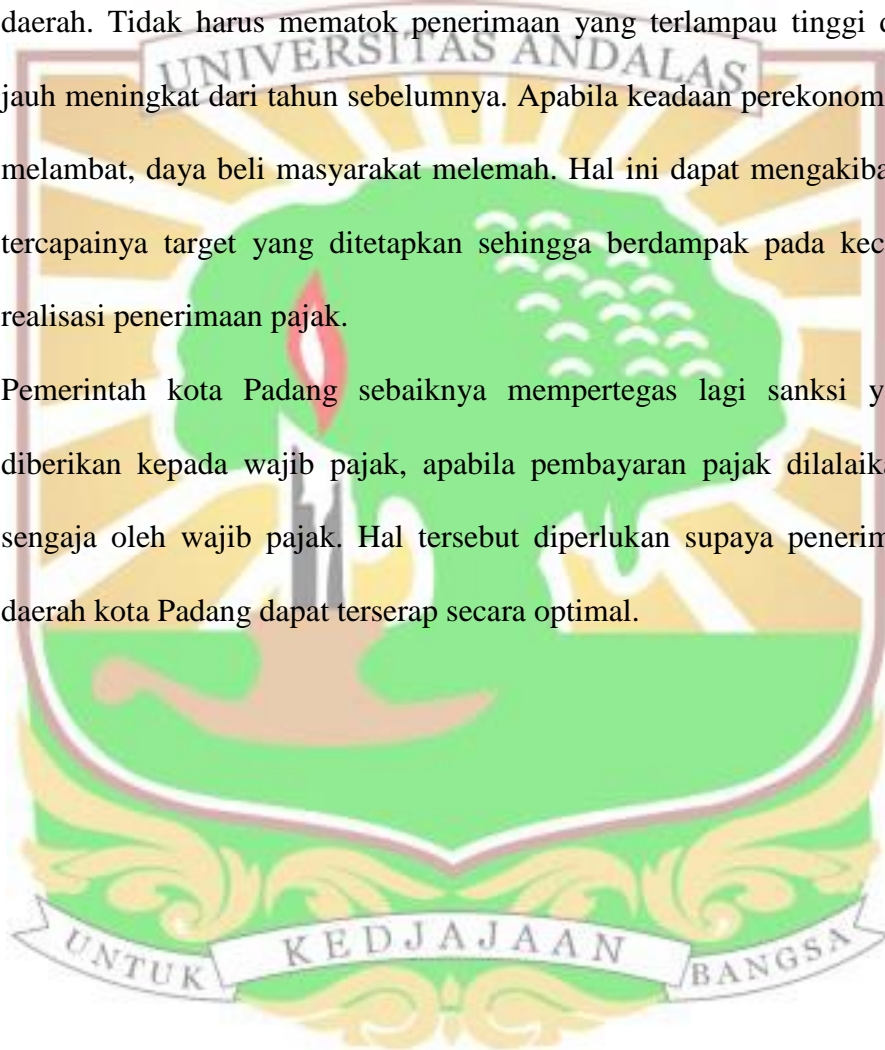 daerah. Tidak harus mematok penerimaan yang terlampau tinggi
UNIVERSITAS ANDALAS
jauh meningkat dari tahun sebelumnya. Apabila keadaan perekonom
melambat, daya beli masyarakat melemah. Hal ini dapat mengakiba
tercapainya target yang ditetapkan sehingga berdampak pada kec
realisasi penerimaan pajak.
Pemerintah kota Padang sebaiknya mempertegas lagi sanksi y
diberikan kepada wajib pajak, apabila pembayaran pajak dilalaika
sengaja oleh wajib pajak. Hal tersebut diperlukan supaya penerim
daerah kota Padang dapat terserap secara optimal.
UNTUK KEDJAJAAN BANGSA